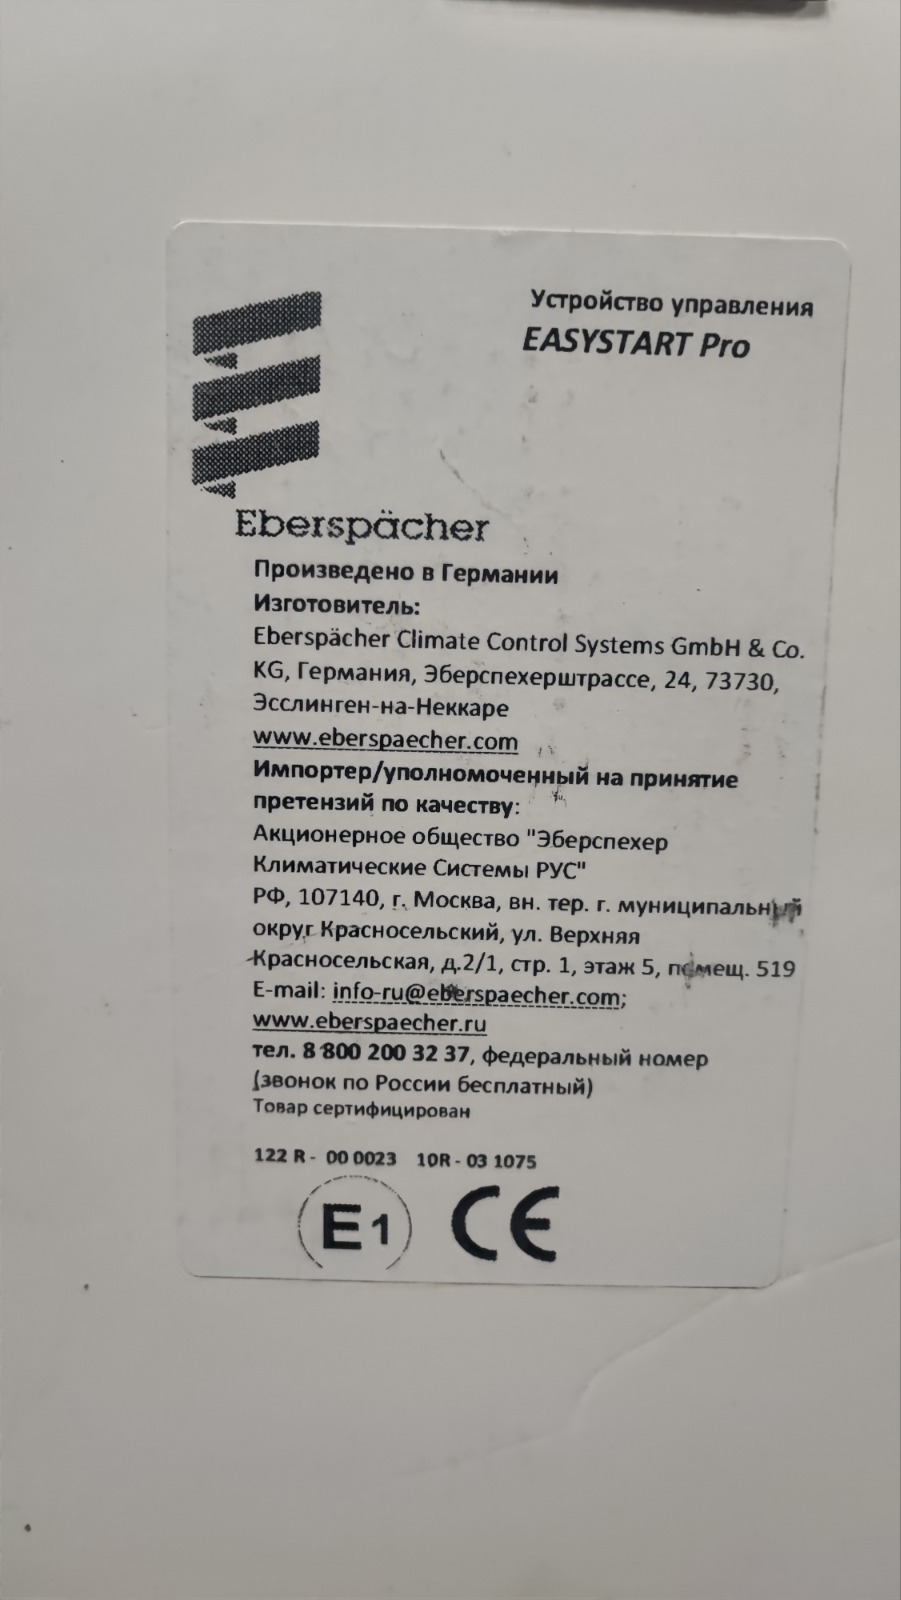 Устройство управления
EASYSTART Pro
Eberspächer
Произведено в Германии
Изготовитель:
Eberspächer Climate Control Systems GmbH & Co.
KG, Германия, Эберспехерштрассе, 24, 73730,
Эсслинген-на-Неккаре
www.eberspaecher.com
Импортер/уполномоченный на принятие
претензий по качеству:
Акционерное общество "Эберспехер
Климатические Системы РУС"
РФ, 107140, г. Москва, вн. тер. г. муниципальный
округ Красносельский, ул. Верхняя
Красносельская, д.2/1, стр. 1, этаж 5, помещ. 519
E-mail: info-ru@eberspaecher.com;
www.eberspaecher.ru
тел. 8 800 200 32 37, федеральный номер
(звонок по России бесплатный)
Товар сертифицирован
122 R - 00 0023 10R - 03 1075
E1 CE